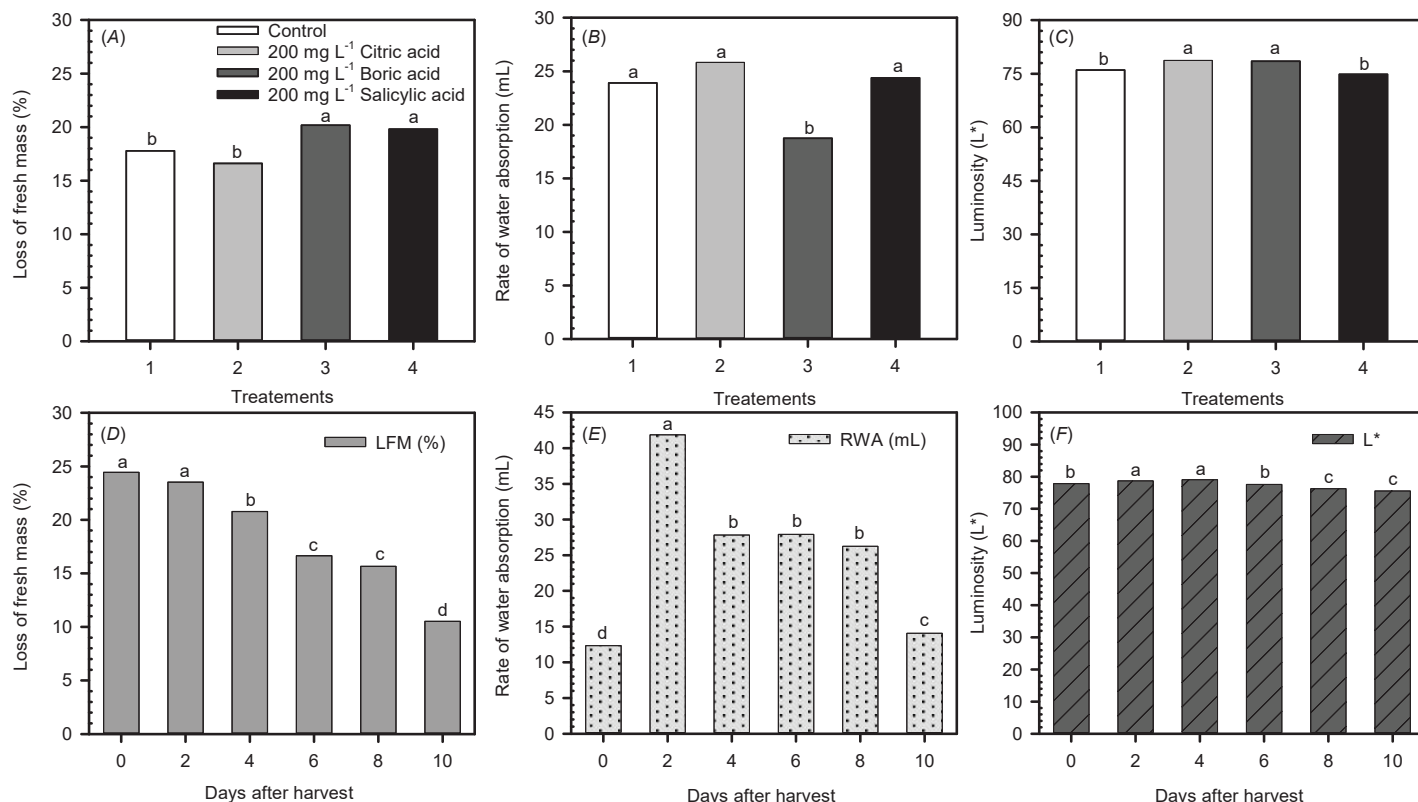 (A)
Control
200 mg L-1 Citric acid
200 mg L-1 Boric acid
200 mg L-1 Salicylic acid
Loss of fresh mass (%)
30
25
20
15
10
5
0
b
b
a
a
1 2 3 4
Treatements
(B)
Rate of water absorption (mL)
30
25
20
15
10
5
0
a
a
b
a
1 2 3 4
Treatements
(C)
Luminosity (L*)
90
75
60
45
30
15
0
b
a
a
b
1 2 3 4
Treatements
(D)
LFM (%)
Loss of fresh mass (%)
30
25
20
15
10
5
0
a
a
b
c
c
d
0 2 4 6 8 10
Days after harvest
(E)
RWA (mL)
Rate of water absorption (mL)
45
40
35
30
25
20
15
10
5
0
d
a
b
b
b
c
0 2 4 6 8 10
Days after harvest
(F)
L*
Luminosity (L*)
100
90
80
70
60
50
40
30
20
10
0
b
a
a
b
c
c
0 2 4 6 8 10
Days after harvest